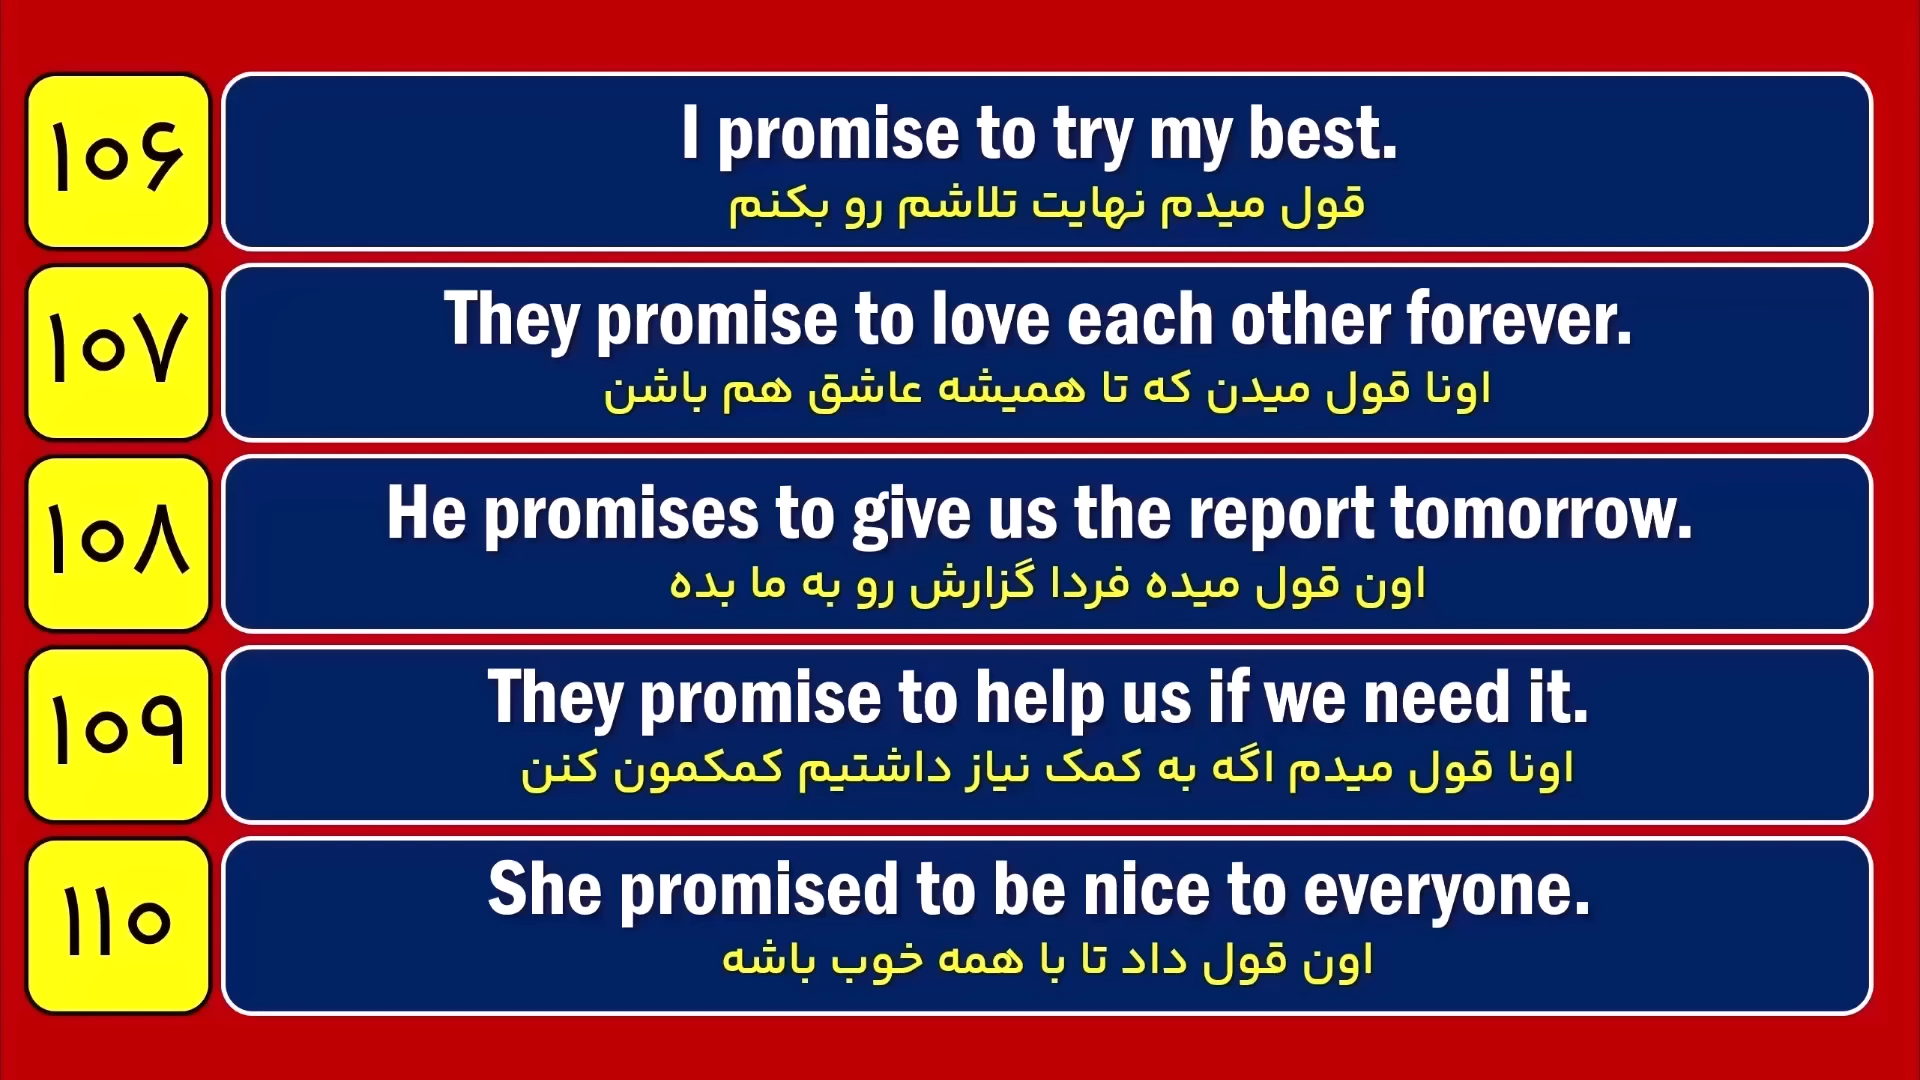 ۱۰۶
I promise to try my best.
قول میدم نهایت تلاشم رو بکنم
۱۰۷
They promise to love each other forever.
اونا قول میدن که تا همیشه عاشق هم باشن
۱۰۸
He promises to give us the report tomorrow.
اون قول میده فردا گزارش رو به ما بده
۱۰۹
They promise to help us if we need it.
اونا قول میدم اگه به کمک نیاز داشتیم کمکمون کنن
۱۱۰
She promised to be nice to everyone.
اون قول داد تا با همه خوب باشه